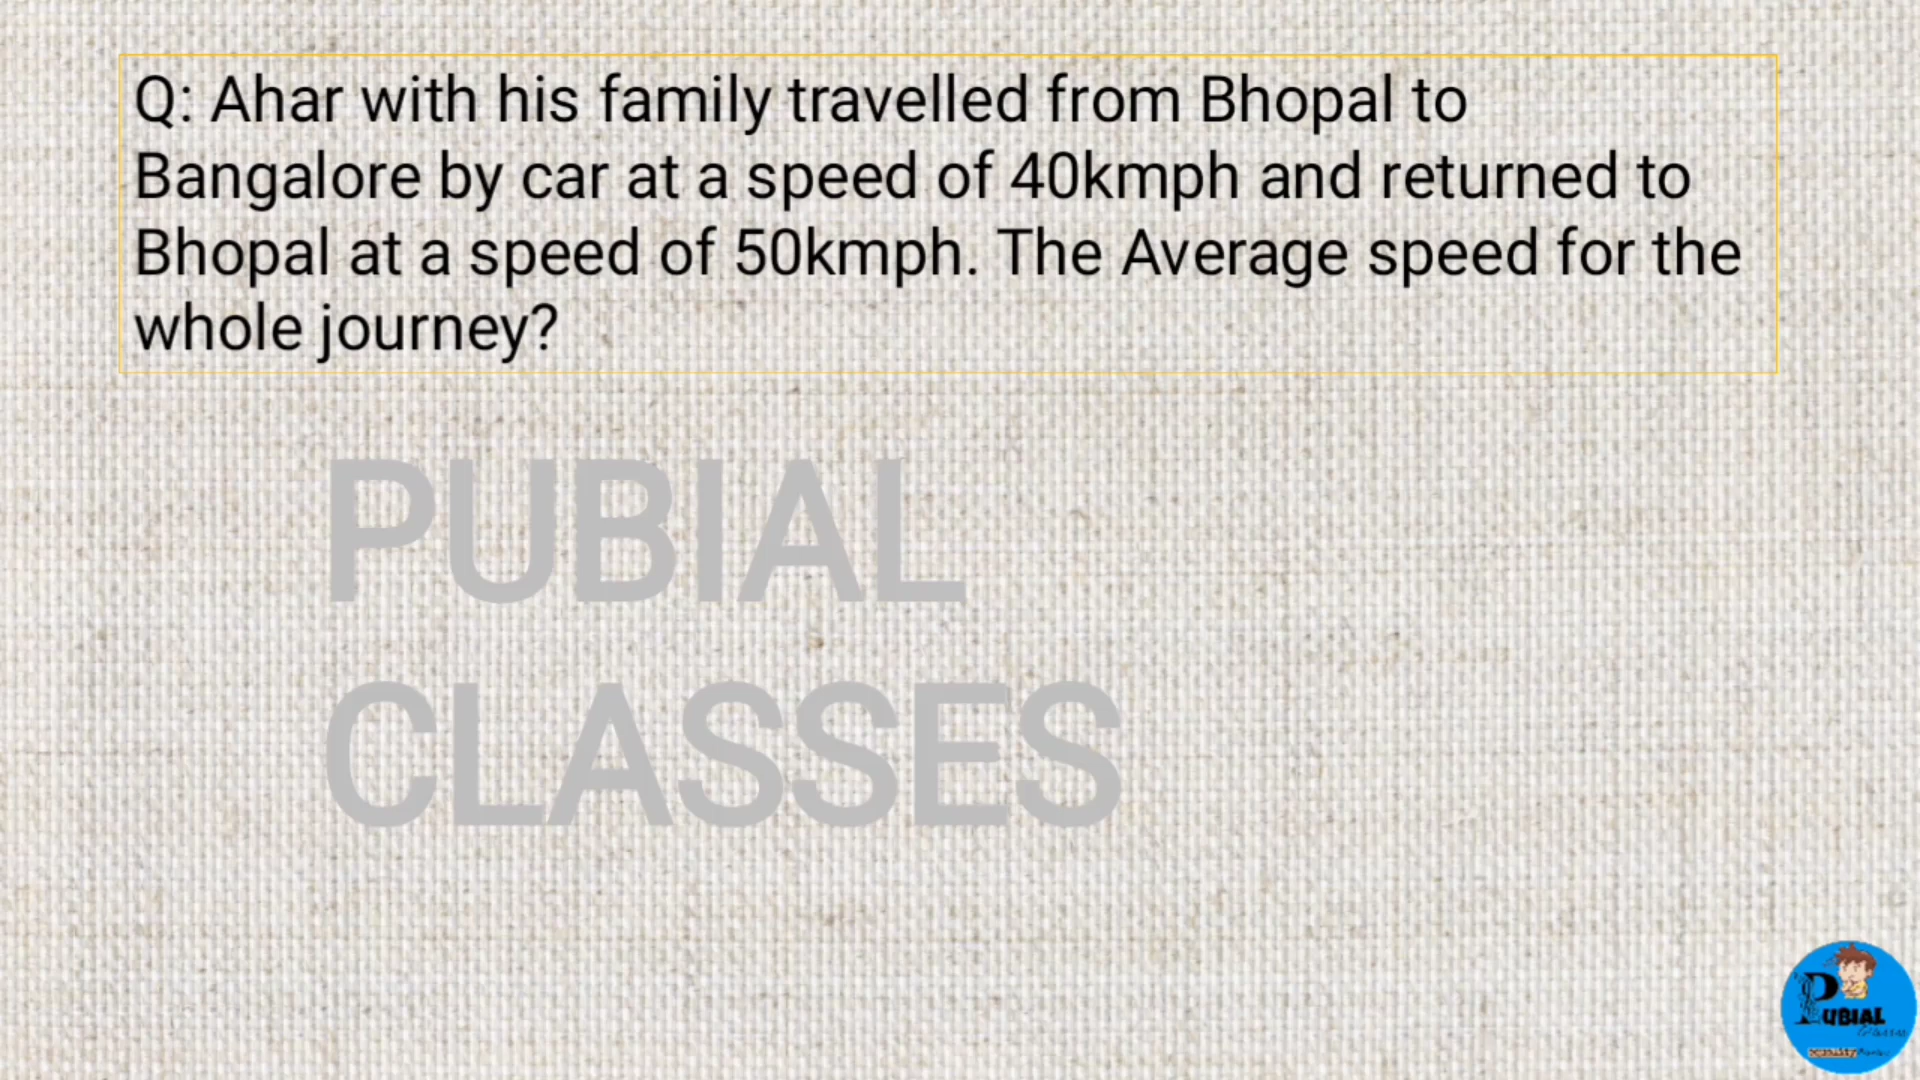 Q: Ahar with his family travelled from Bhopal to
Bangalore by car at a speed of 40kmph and returned to
Bhopal at a speed of 50kmph. The Average speed for the
whole journey?
PUBIAL
CLASSES
PUBIAL